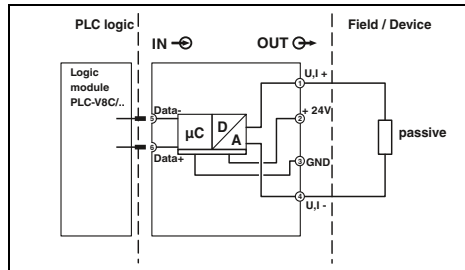 PLC logic
Field / Device
IN
OUT
Logic
module
PLC-V8C/..
U,I +
1
+ 24V
2
5
Data-
µC
D
A
passive
6
Data+
3
GND
4
U,I -